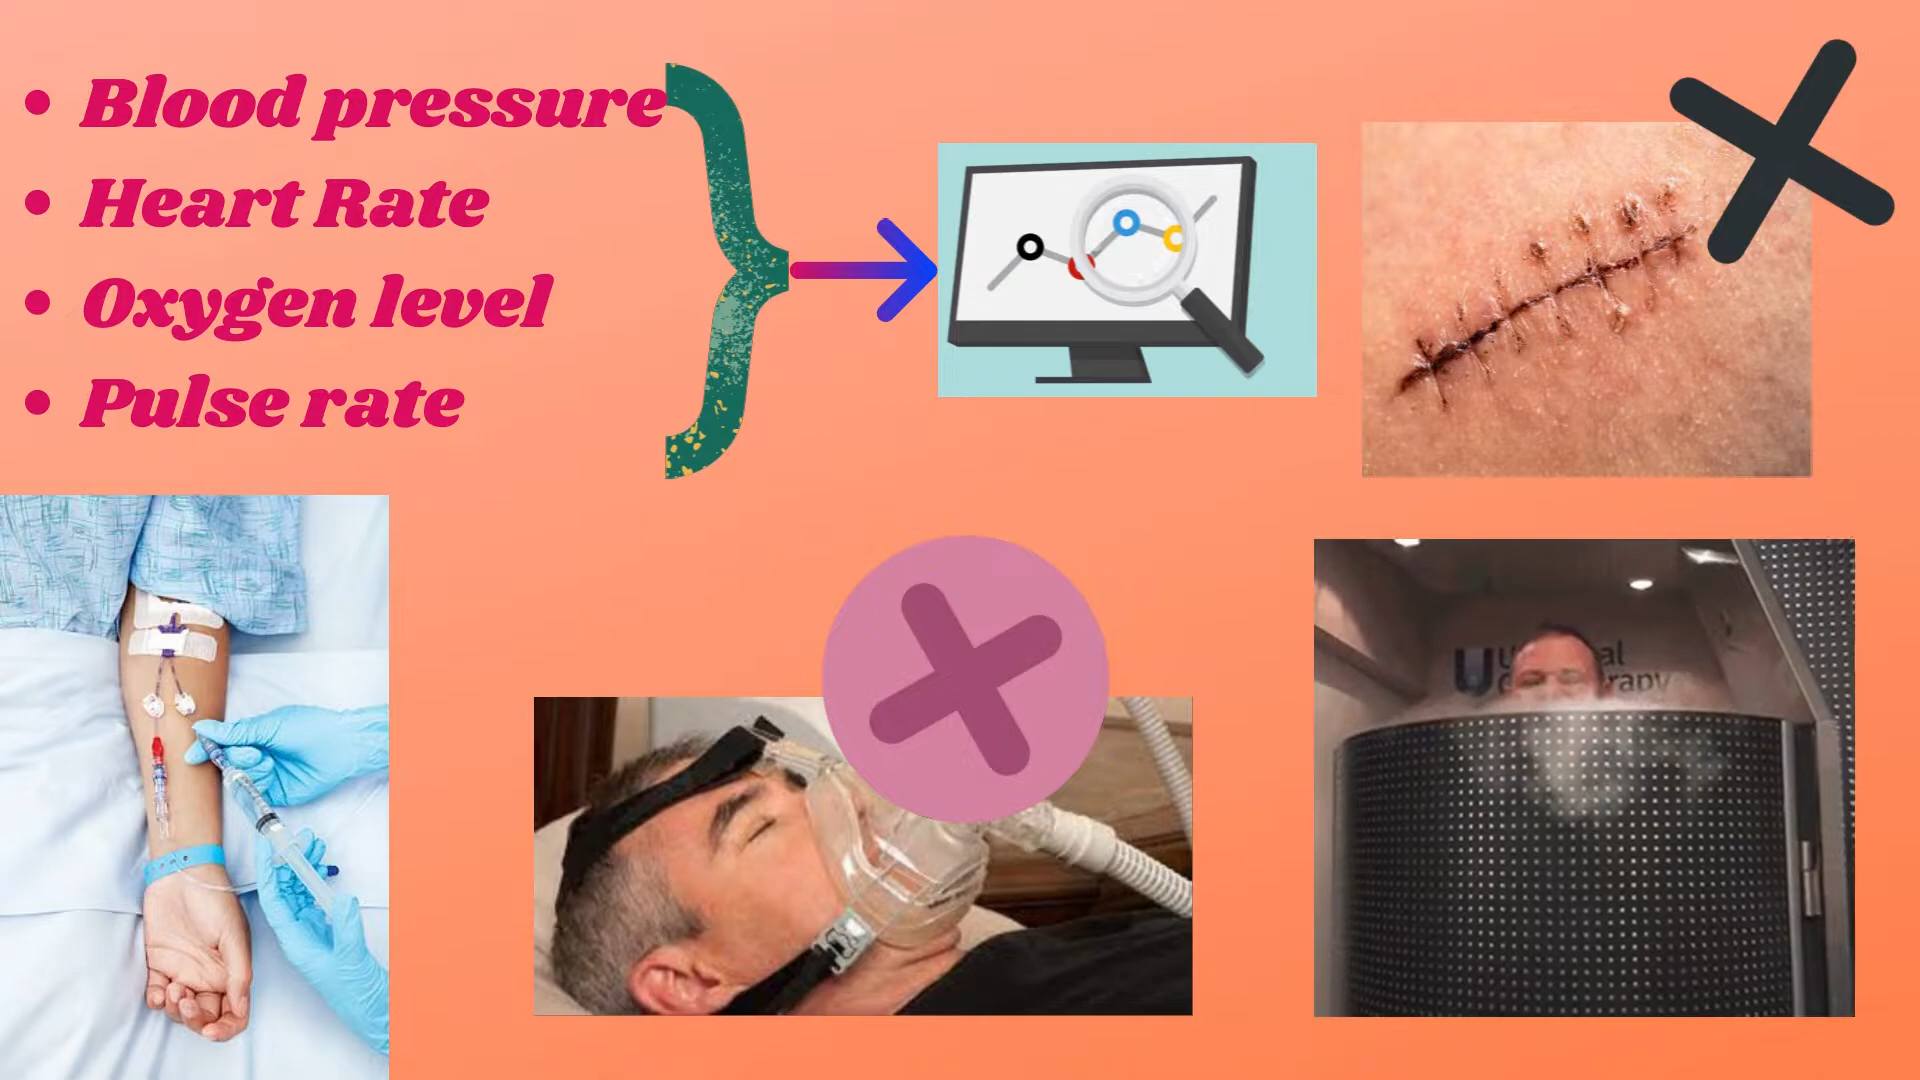 Blood pressure
Heart Rate
Oxygen level
Pulse rate